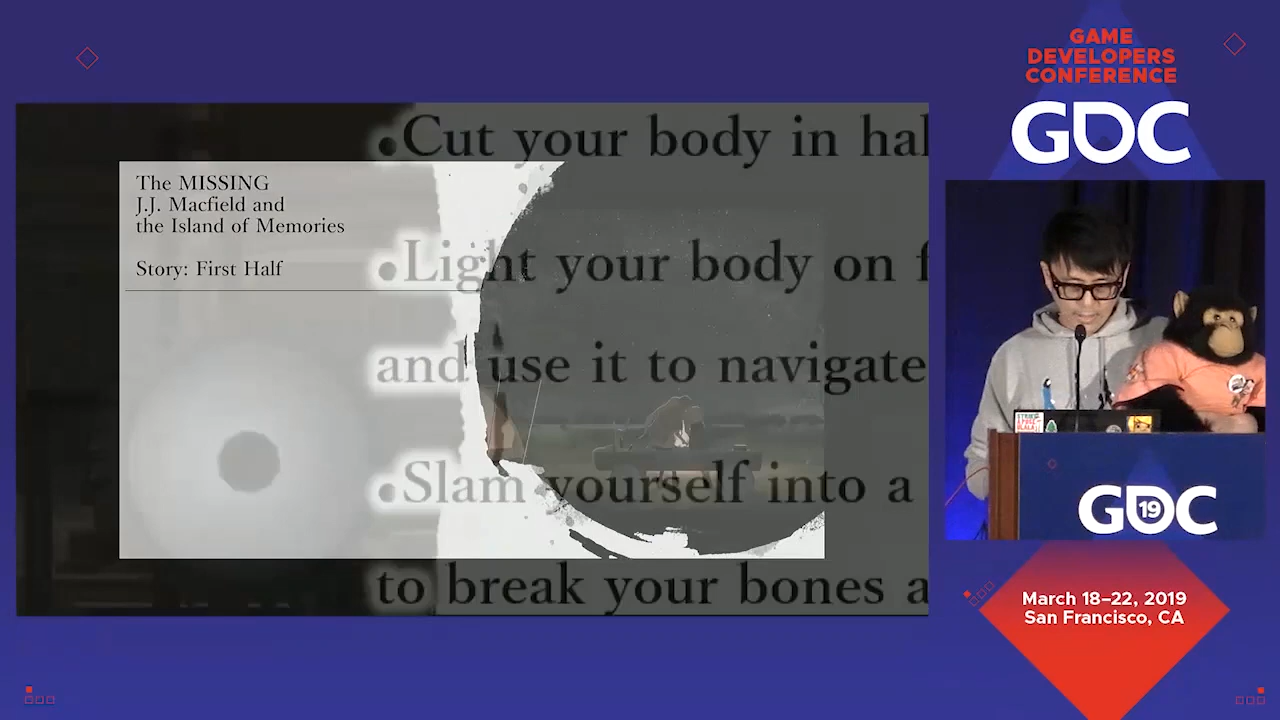 GAME
DEVELOPERS
CONFERENCE
GDC
•Cut your body in hal
The MISSING
J.J. Macfield and
the Island of Memories
Story: First Half
•Light your body on f
and use it to navigate
•Slam yourself into a
to break your bones a
GDC
19
March 18–22, 2019
San Francisco, CA